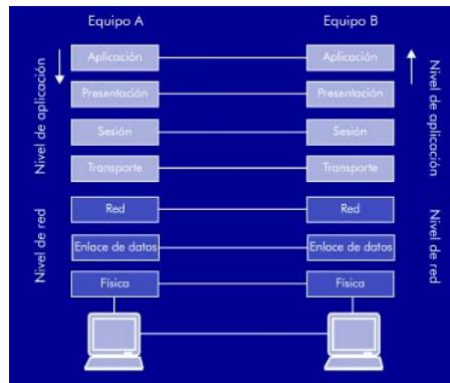 Equipo A Equipo B
Aplicación Aplicación
Presentación Presentación
Sesión Sesión
Transporte Transporte
Red Red
Enlace de datos Enlace de datos
Física Física
Nivel de aplicación
Nivel de red
Nivel de aplicación
Nivel de red